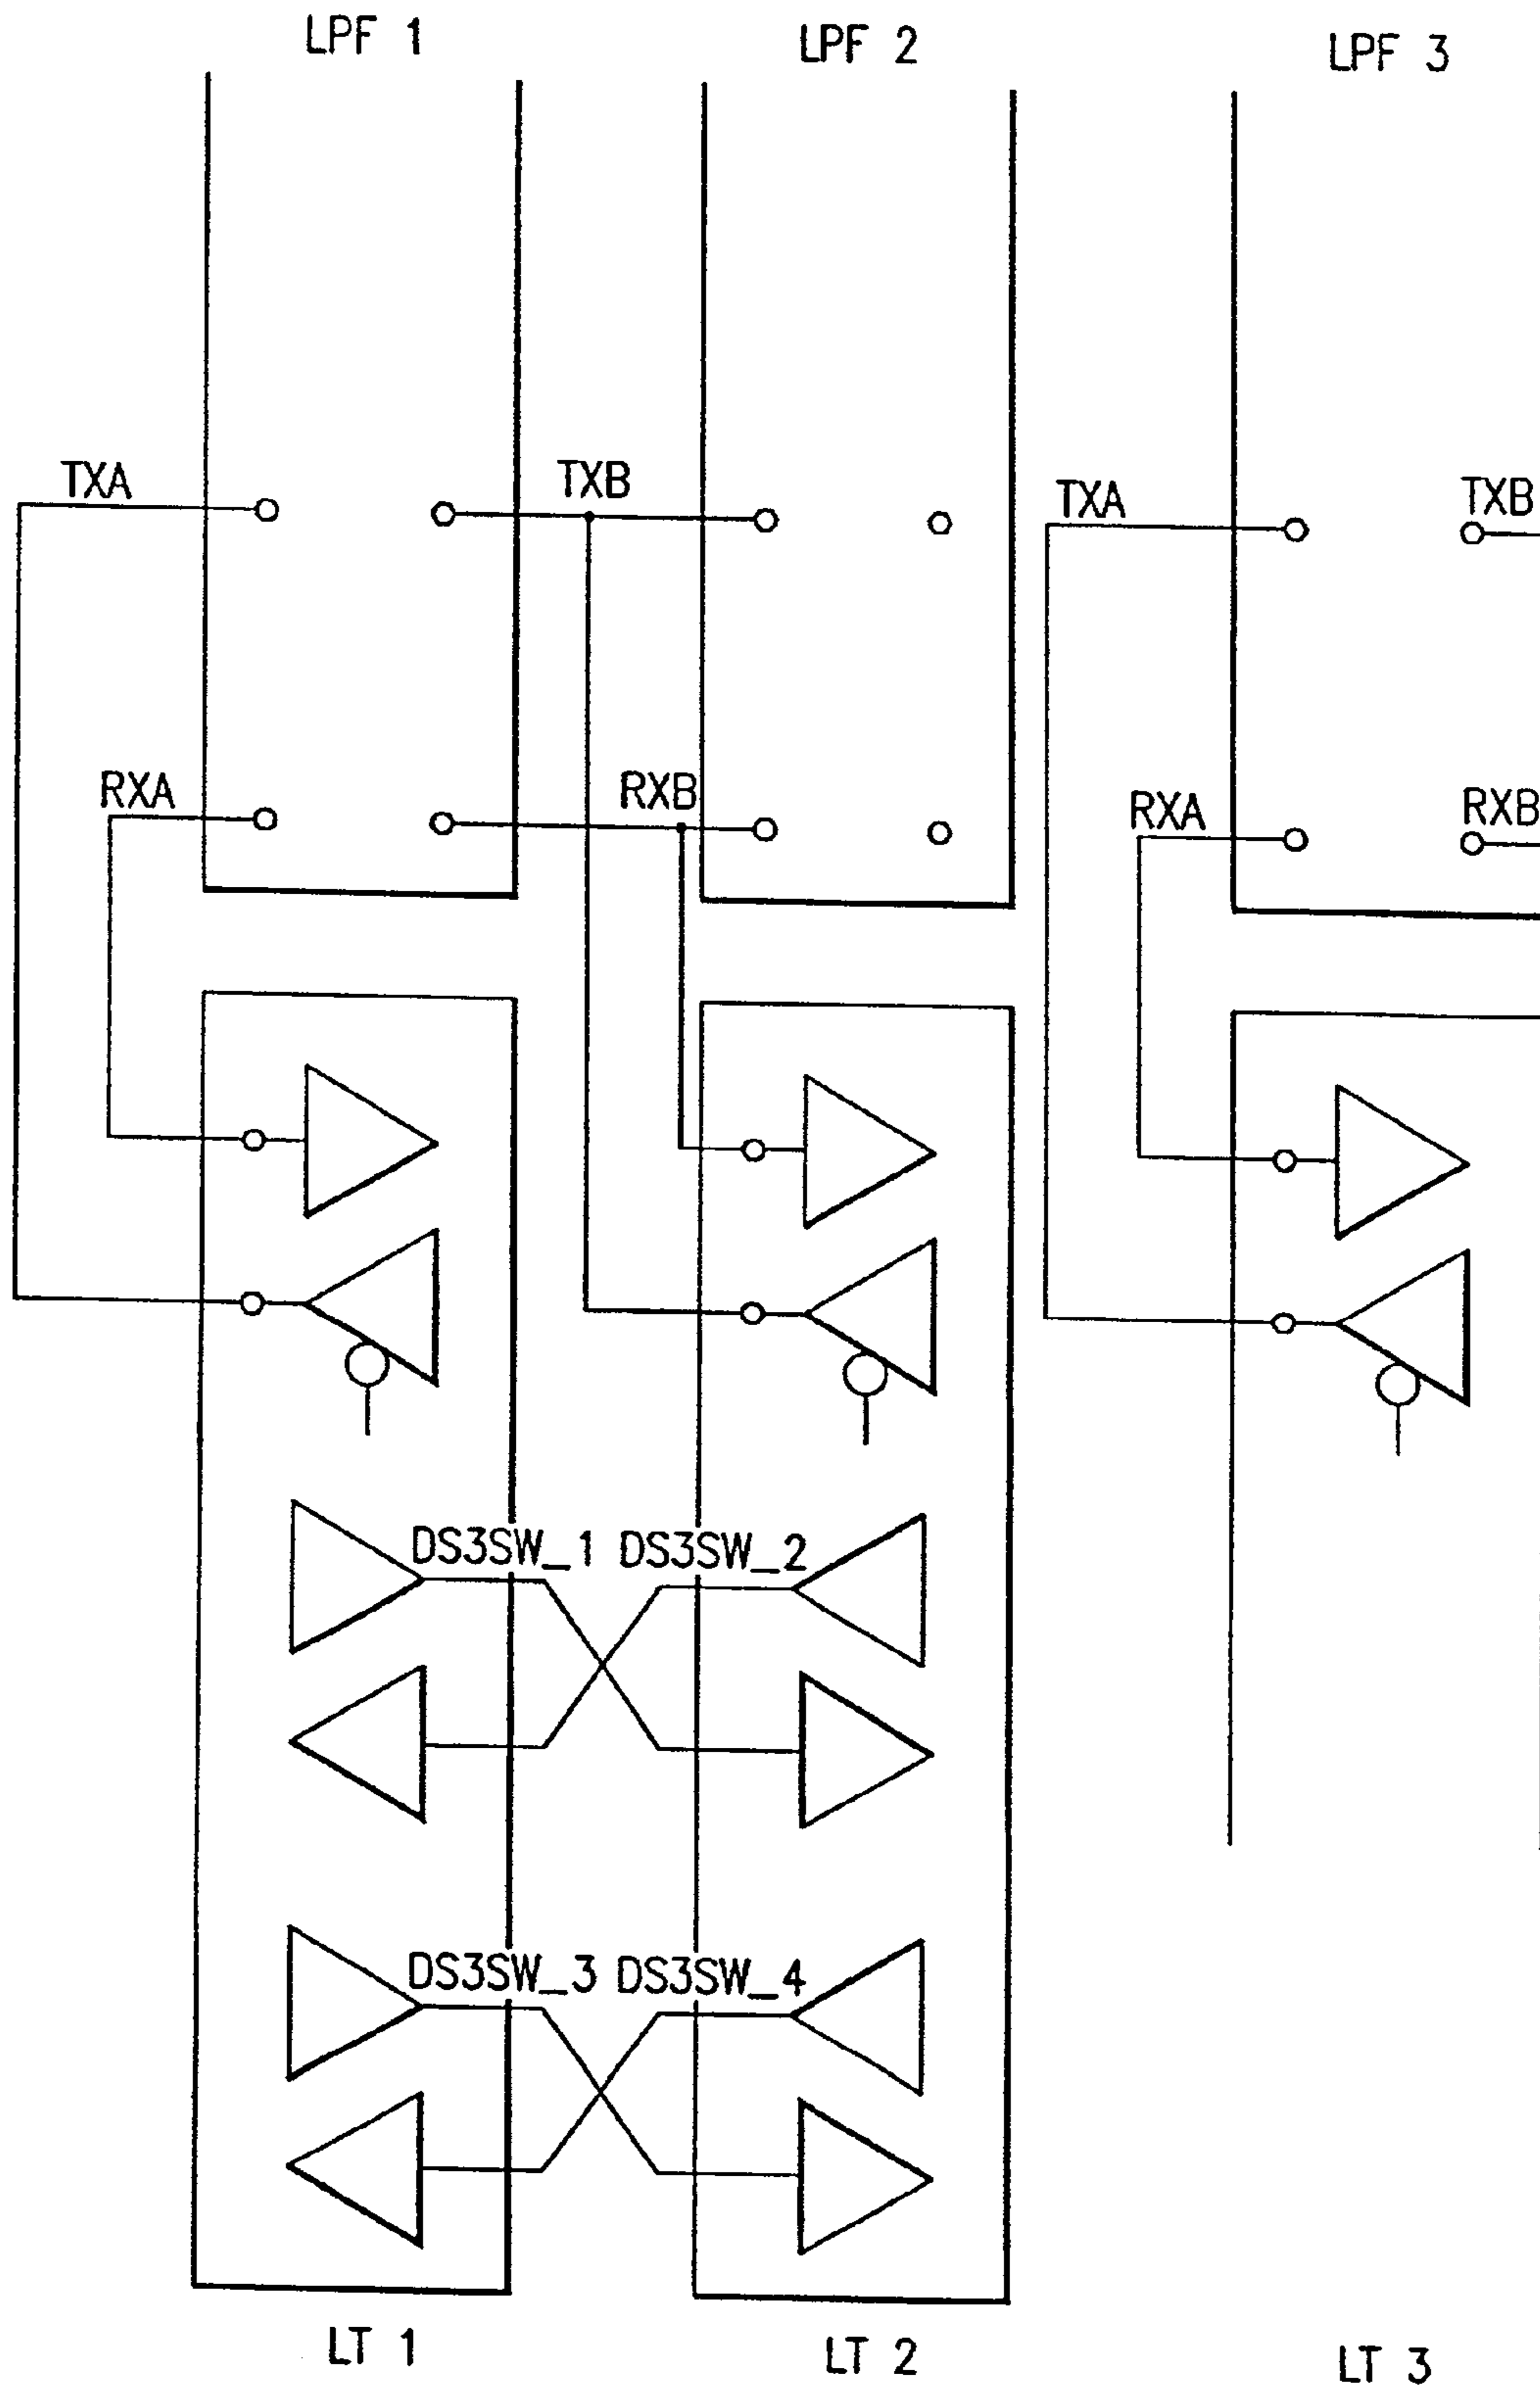 LPF 1 LPF 2 LPF 3
TXA TXB TXA TXB
RXA RXB RXA RXB
DS3SW_1 DS3SW_2
DS3SW_3 DS3SW_4
LT 1 LT 2 LT 3